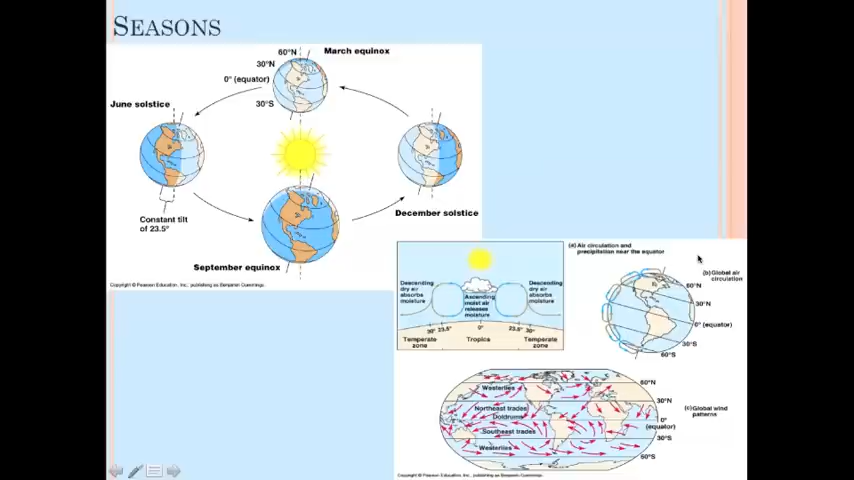 SEASONS
60°N
March equinox
30°N
0° (equator)
30°S
June solstice
Constant tilt
of 23.5°
December solstice
September equinox
Copyright © Pearson Education, Inc., publishing as Benjamin Cummings.
(a) Air circulation and
precipitation near the equator
Descending
dry air
absorbs
moisture
Ascending
moist air
releases
moisture
Descending
dry air
absorbs
moisture
30° 23.5° 0° 23.5° 30°
Temperate
zone
Tropics
Temperate
zone
(b) Global air
circulation
60°N
30°N
0° (equator)
30°S
60°S
Westerlies
Northeast trades
Doldrums
Southeast trades
Westerlies
60°N
30°N
0°
(equator)
30°S
60°S
(c) Global wind
patterns
Copyright © Pearson Education, Inc., publishing as Benjamin Cummings.